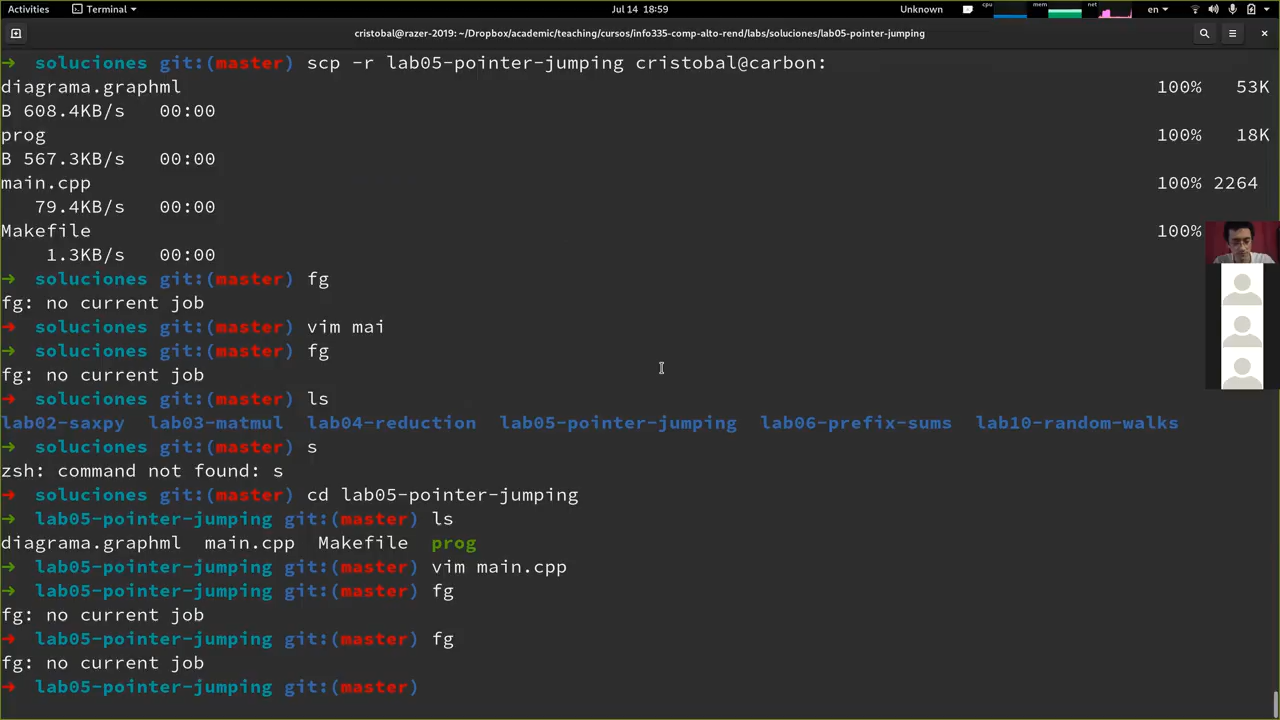 Activities Terminal Jul 14 18:59 Unknown cpu mem net en
cristobal@razer-2019: ~/Dropbox/academic/teaching/cursos/info335-comp-alto-rend/labs/soluciones/lab05-pointer-jumping
→ soluciones git:(master) scp -r lab05-pointer-jumping cristobal@carbon:
diagrama.graphml 100% 53K
B 608.4KB/s 00:00
prog 100% 18K
B 567.3KB/s 00:00
main.cpp 100% 2264
79.4KB/s 00:00
Makefile 100%
1.3KB/s 00:00
→ soluciones git:(master) fg
fg: no current job
→ soluciones git:(master) vim mai
→ soluciones git:(master) fg
fg: no current job
→ soluciones git:(master) ls
lab02-saxpy lab03-matmul lab04-reduction lab05-pointer-jumping lab06-prefix-sums lab10-random-walks
→ soluciones git:(master) s
zsh: command not found: s
→ soluciones git:(master) cd lab05-pointer-jumping
→ lab05-pointer-jumping git:(master) ls
diagrama.graphml main.cpp Makefile prog
→ lab05-pointer-jumping git:(master) vim main.cpp
→ lab05-pointer-jumping git:(master) fg
fg: no current job
→ lab05-pointer-jumping git:(master) fg
fg: no current job
→ lab05-pointer-jumping git:(master)